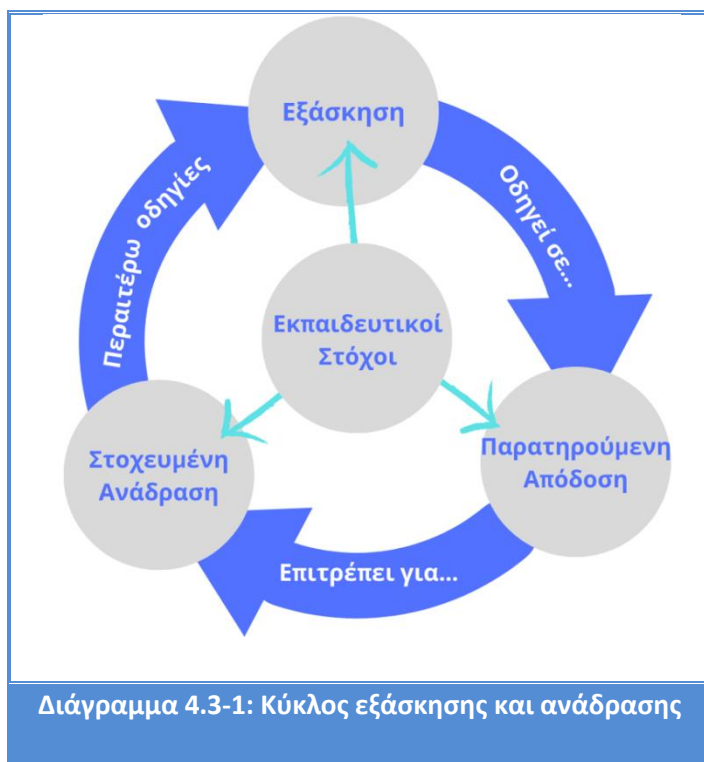 Εξάσκηση
Οδηγεί σε...
Περαιτέρω οδηγίες
Εκπαιδευτικοί
Στόχοι
Παρατηρούμενη
Απόδοση
Στοχευμένη
Ανάδραση
Επιτρέπει για...
Διάγραμμα 4.3-1: Κύκλος εξάσκησης και ανάδρασης